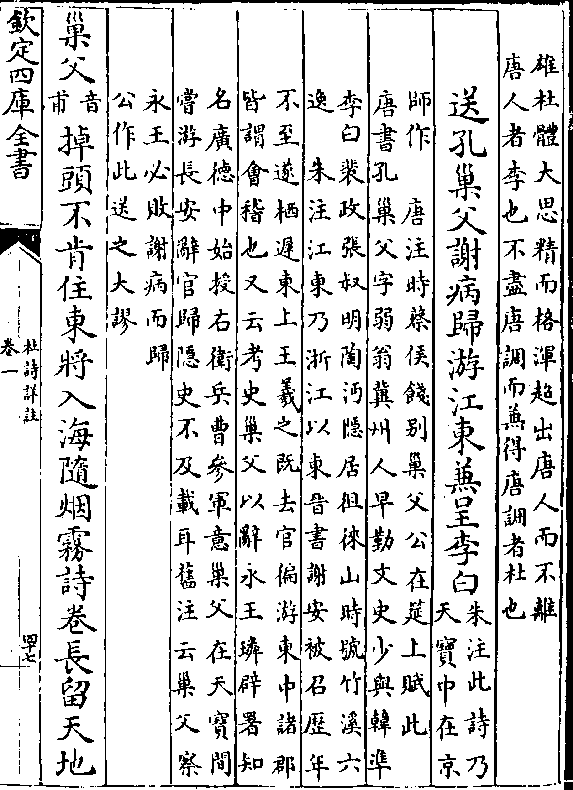 雄杜體大思精而格渾超出唐人而不離
唐人者李也不盡唐調而兼得唐調者杜也
送孔巢父謝病歸游江東兼呈李白
朱注此詩乃
天寶中在京
師作　唐注時蔡侯餞別巢父公在筵上賦此
唐書孔巢父字弱翁冀州人早勤文史少與韓準
李白裴政張叔明陶沔隱居徂徠山時號竹溪六
逸　朱注江東乃浙江以東晉書謝安被召歷年
不至遂栖遲東上王羲之既去官偏游東中諸郡
皆謂會稽也又云考史巢父以辭永王璘辟署知
名廣德中始授右衛兵曹參軍意巢父在天寶間
嘗游長安辭官歸隱史不及載耳舊注云巢父察
永王必敗謝病而歸
公作此送之大謬
巢父音甫掉頭不肯住東將入海隨烟霧詩卷長留天地
欽定四庫全書
杜詩詳註
卷一
四七